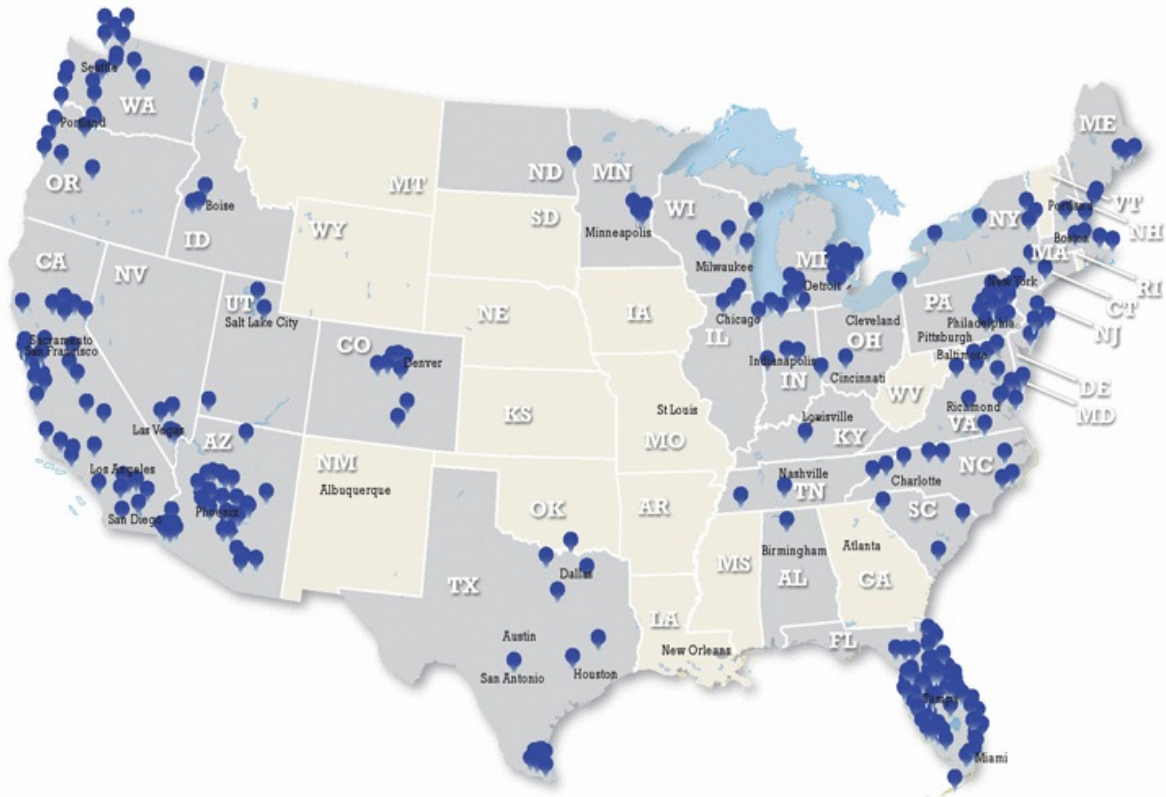 Seattle
WA
ME
Portland
MT
ND
MN
OR
VT
Portland
Boise
SD
WI
NY
NH
Minneapolis
Boston
ID
WY
MA
CA
NV
Milwaukee
MI
Detroit
RI
New York
UT
PA
CT
NE
IA
Chicago
Salt Lake City
Cleveland
Philadelphia
NJ
IL
Pittsburgh
Sacramento
San Francisco
CO
OH
Baltimore
Denver
Indianapolis
IN
Cincinnati
DE
WV
St Louis
Richmond
MD
KS
Louisville
VA
Las Vegas
AZ
MO
KY
NM
NC
Los Angeles
Nashville
Charlotte
Albuquerque
TN
OK
AR
SC
San Diego
Phoenix
Birmingham
Atlanta
MS
Dallas
AL
GA
TX
LA
Austin
FL
New Orleans
Houston
San Antonio
Tampa
Miami